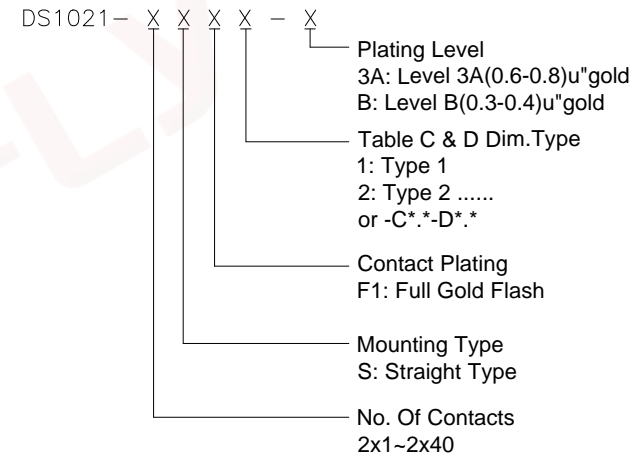 DS1021- X X X X - X
Plating Level
3A: Level 3A(0.6-0.8)u"gold
B: Level B(0.3-0.4)u"gold
Table C & D Dim.Type
1: Type 1
2: Type 2 ......
or -C*.*-D*.*
Contact Plating
F1: Full Gold Flash
Mounting Type
S: Straight Type
No. Of Contacts
2x1~2x40